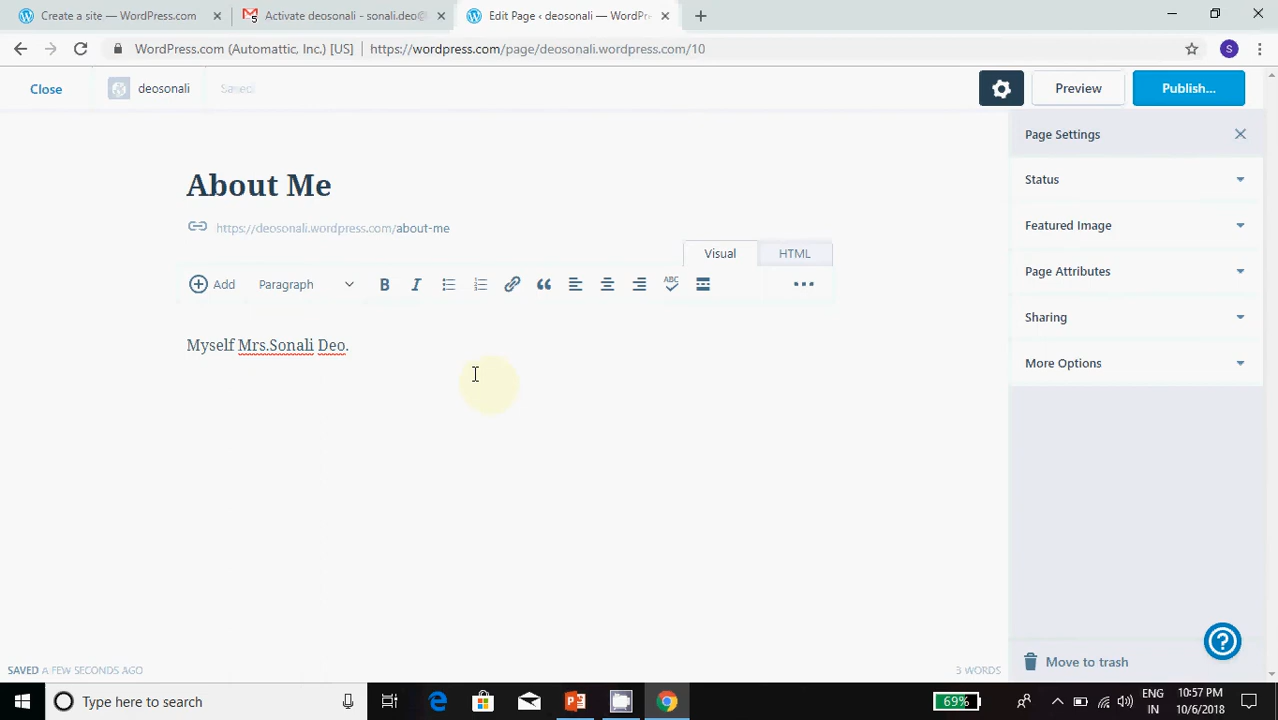 Create a site — WordPress.com
Activate deosonali - sonali.deo@
Edit Page ‹ deosonali — WordPr
WordPress.com (Automattic, Inc.) [US] | https://wordpress.com/page/deosonali.wordpress.com/10
S
Close
deosonali
Saved
Preview
Publish...
Page Settings
About Me
Status
https://deosonali.wordpress.com/about-me
Featured Image
Visual
HTML
Page Attributes
Add
Paragraph
B
I
ABC
Sharing
Myself Mrs.Sonali Deo.
More Options
SAVED A FEW SECONDS AGO
3 WORDS
Move to trash
Type here to search
69%
ENG
IN
10:57 PM
10/6/2018